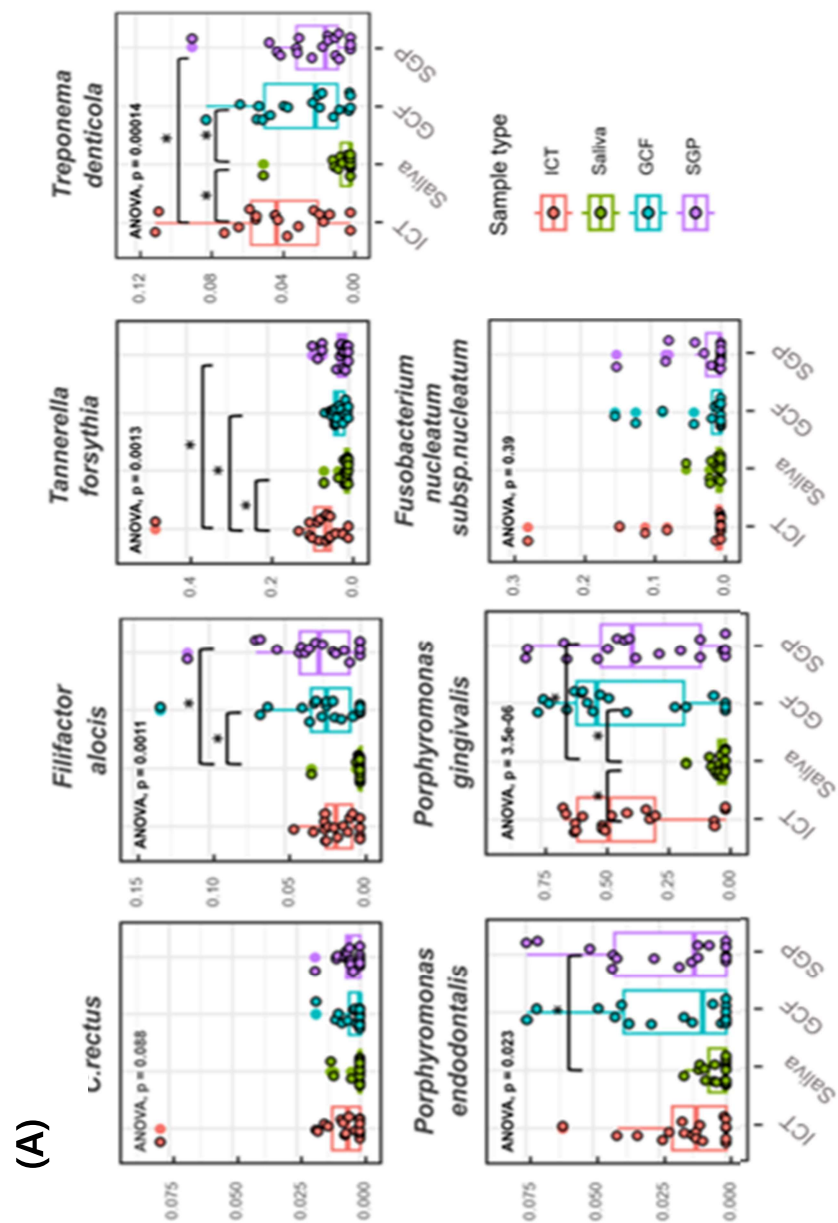 (A)
C.rectus
ANOVA, p = 0.088
0.075
0.050
0.025
0.000
Filifactor
alocis
ANOVA, p = 0.0011
0.15
0.10
0.05
0.00
Tannerella
forsythia
ANOVA, p = 0.0013
*
*
*
0.4
0.2
0.0
Treponema
denticola
ANOVA, p = 0.00014
*
*
*
0.12
0.08
0.04
0.00
ICT
Saliva
GCF
SGP
Porphyromonas
endodontalis
ANOVA, p = 0.023
*
0.075
0.050
0.025
0.000
ICT
Saliva
GCF
SGP
Porphyromonas
gingivalis
ANOVA, p = 3.5e-06
*
*
*
0.75
0.50
0.25
0.00
ICT
Saliva
GCF
SGP
Fusobacterium
nucleatum
subsp.nucleatum
ANOVA, p = 0.39
0.3
0.2
0.1
0.0
ICT
Saliva
GCF
SGP
Sample type
ICT
Saliva
GCF
SGP
*
*